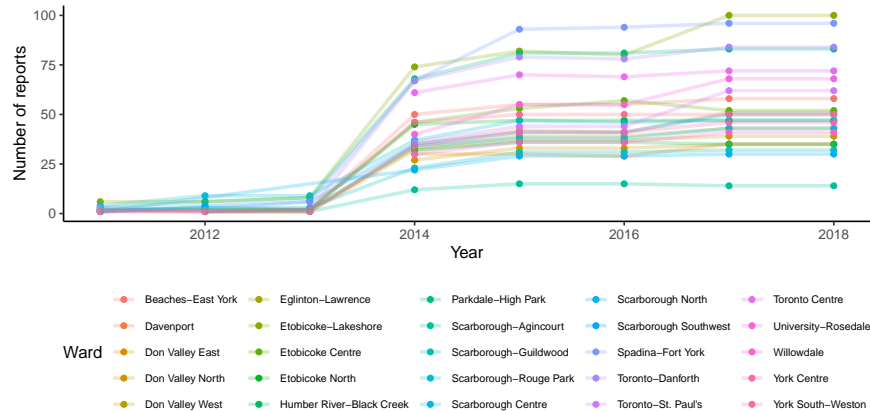 100
75
50
25
0
Number of reports
2012 2014 2016 2018
Year
Ward
Beaches−East York Eglinton−Lawrence Parkdale−High Park Scarborough North Toronto Centre
Davenport Etobicoke−Lakeshore Scarborough−Agincourt Scarborough Southwest University−Rosedale
Don Valley East Etobicoke Centre Scarborough−Guildwood Spadina−Fort York Willowdale
Don Valley North Etobicoke North Scarborough−Rouge Park Toronto−Danforth York Centre
Don Valley West Humber River−Black Creek Scarborough Centre Toronto−St. Paul's York South−Weston